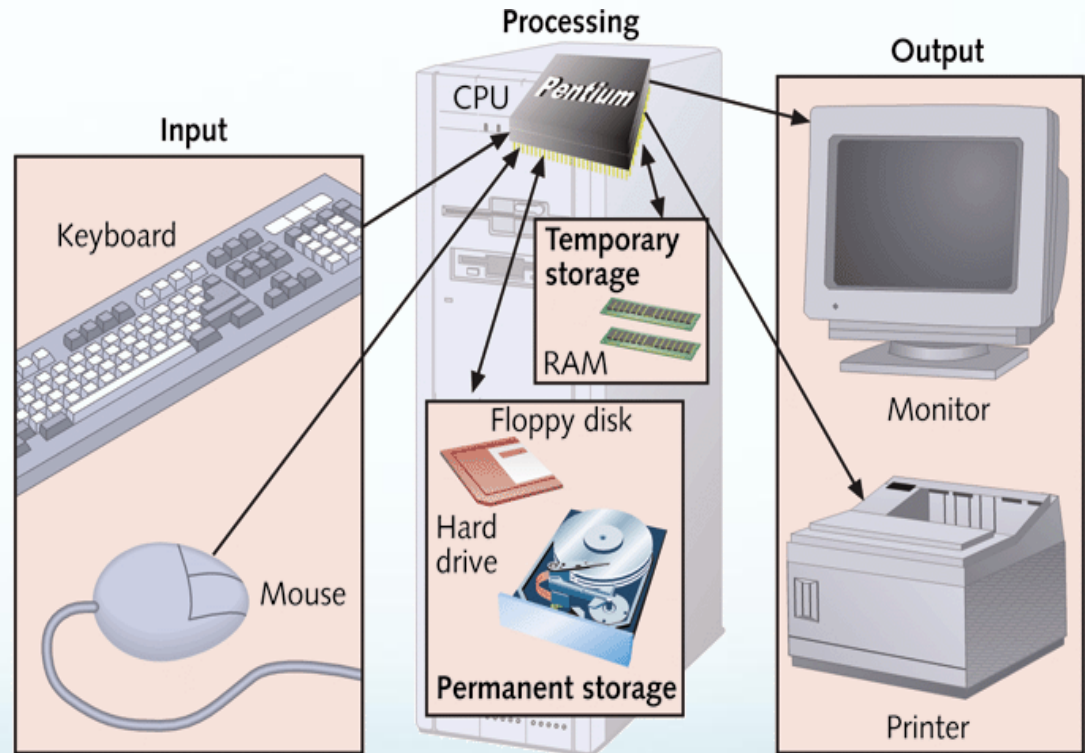 Processing
Output
CPU
Pentium
Input
Keyboard
Temporary
storage
RAM
Monitor
Floppy disk
Hard
drive
Mouse
Permanent storage
Printer